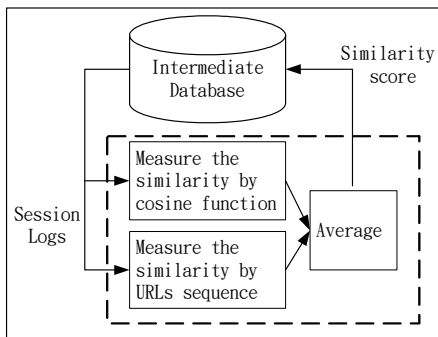 Intermediate
Database
Similarity
score
Measure the
similarity by
cosine function
Session
Logs
Average
Measure the
similarity by
URLs sequence